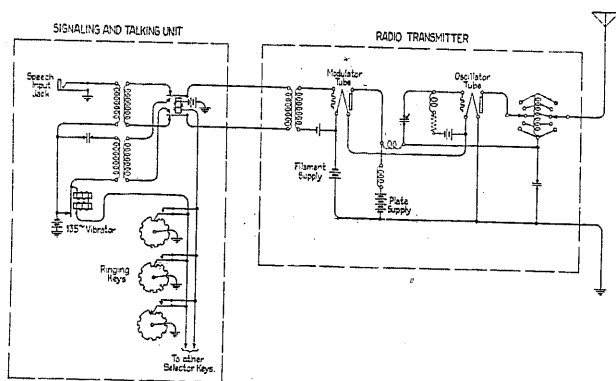 SIGNALING AND TALKING UNIT
RADIO TRANSMITTER
Speech
Input
Jack
Modulator
Tube
Oscillator
Tube
Filament
Supply
Plate
Supply
135~ Vibrator
Ringing
Keys
To other
Selector Keys.